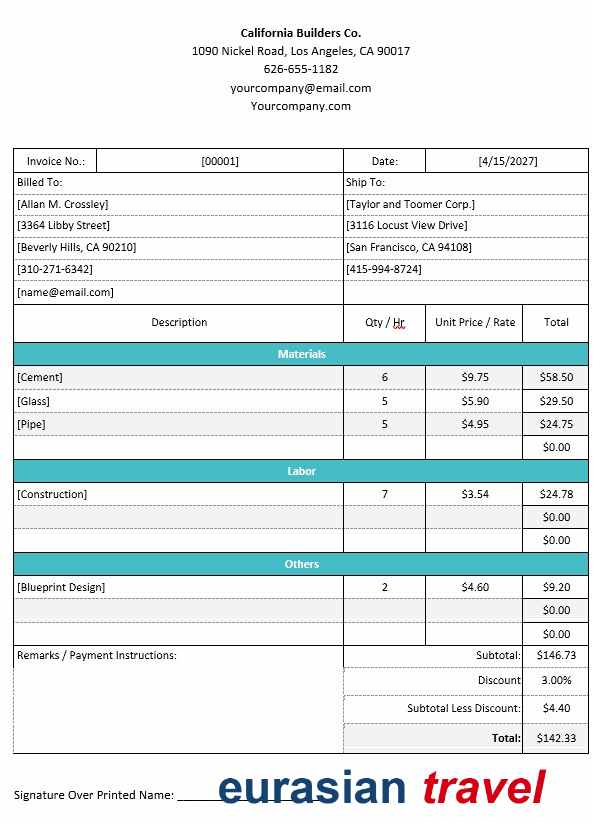 California Builders Co.
1090 Nickel Road, Los Angeles, CA 90017
626-655-1182
yourcompany@email.com
Yourcompany.com
Invoice No.: [00001] Date: [4/15/2027]
Billed To: Ship To:
[Allan M. Crossley] [Taylor and Toomer Corp.]
[3364 Libby Street] [3116 Locust View Drive]
[Beverly Hills, CA 90210] [San Francisco, CA 94108]
[310-271-6342] [415-994-8724]
[name@email.com]
Description Qty / Hr Unit Price / Rate Total
Materials
[Cement] 6 $9.75 $58.50
[Glass] 5 $5.90 $29.50
[Pipe] 5 $4.95 $24.75
$0.00
Labor
[Construction] 7 $3.54 $24.78
$0.00
$0.00
Others
[Blueprint Design] 2 $4.60 $9.20
$0.00
$0.00
Remarks / Payment Instructions: Subtotal: $146.73
Discount 3.00%
Subtotal Less Discount: $4.40
Total: $142.33
Signature Over Printed Name: ____
eurasian travel